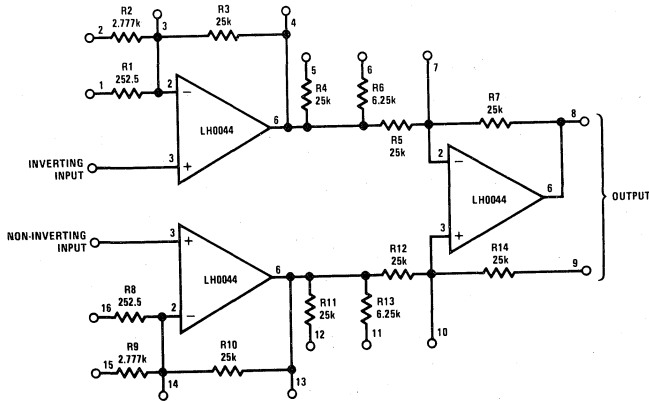 R2
2.777k
2
3
R3
25k
4
R1
252.5
1
2
−
LH0044
6
3
+
INVERTING
INPUT
5
R4
25k
6
R6
6.25k
R5
25k
7
R7
25k
8
2
−
LH0044
6
3
+
OUTPUT
NON-INVERTING
INPUT
3
+
LH0044
6
2
−
R8
252.5
16
R9
2.777k
15
14
R10
25k
13
R11
25k
12
R13
6.25k
11
R12
25k
10
R14
25k
9